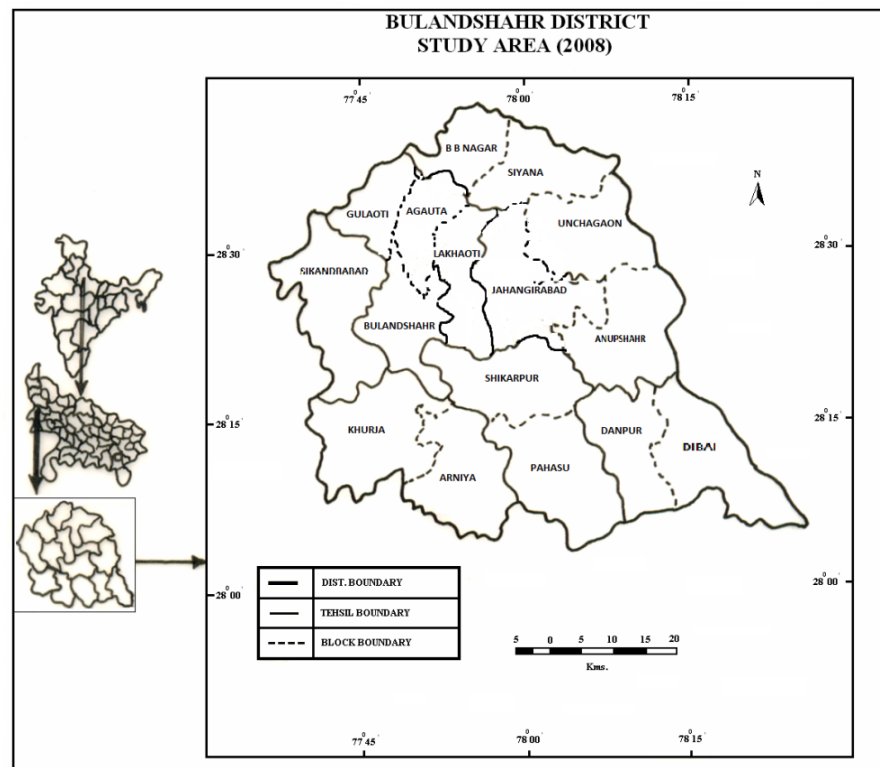 BULANDSHAHR DISTRICT
STUDY AREA (2008)
77° 45'
78° 00'
78° 15'
N
B B NAGAR
SIYANA
GULAOTI
AGAUTA
UNCHAGAON
28° 30'
28° 30'
LAKHAOTI
SIKANDRABAD
JAHANGIRABAD
BULANDSHAHR
ANUPSHAHR
SHIKARPUR
28° 15'
28° 15'
KHURJA
DANPUR
DIBAI
ARNIYA
PAHASU
28° 00'
28° 00'
DIST. BOUNDARY
TEHSIL BOUNDARY
BLOCK BOUNDARY
5 0 5 10 15 20
Kms.
77° 45'
78° 00'
78° 15'